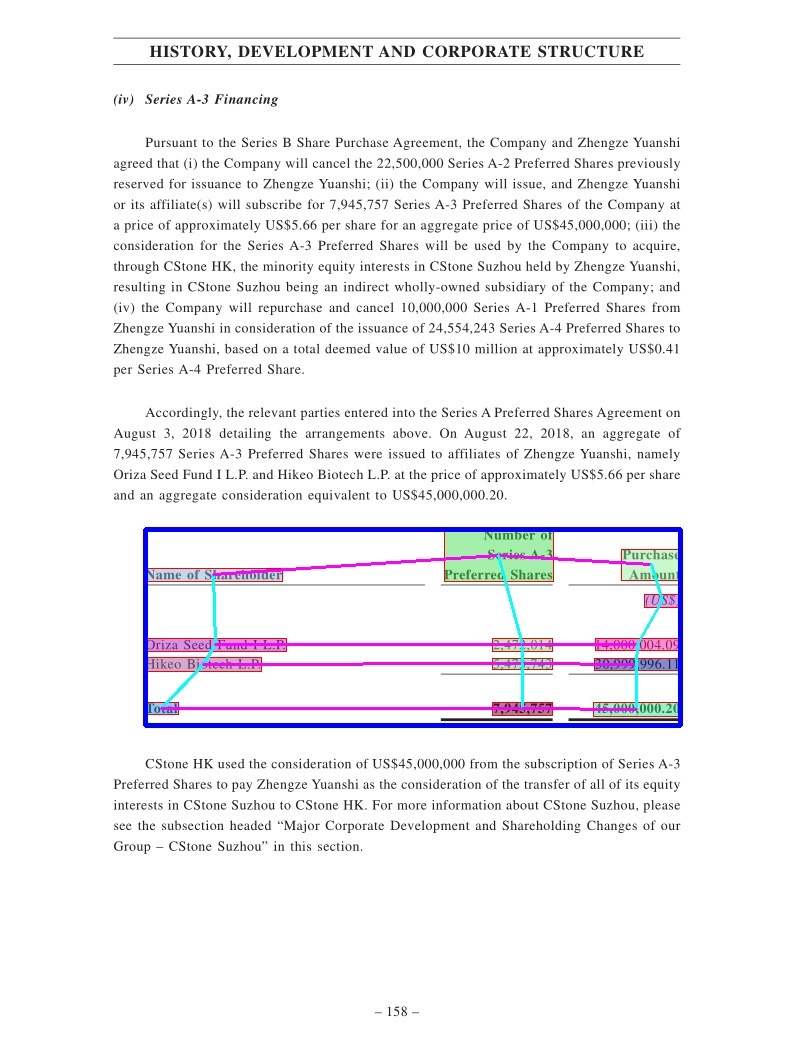 HISTORY, DEVELOPMENT AND CORPORATE STRUCTURE
(iv) Series A-3 Financing
Pursuant to the Series B Share Purchase Agreement, the Company and Zhengze Yuanshi
agreed that (i) the Company will cancel the 22,500,000 Series A-2 Preferred Shares previously
reserved for issuance to Zhengze Yuanshi; (ii) the Company will issue, and Zhengze Yuanshi
or its affiliate(s) will subscribe for 7,945,757 Series A-3 Preferred Shares of the Company at
a price of approximately US$5.66 per share for an aggregate price of US$45,000,000; (iii) the
consideration for the Series A-3 Preferred Shares will be used by the Company to acquire,
through CStone HK, the minority equity interests in CStone Suzhou held by Zhengze Yuanshi,
resulting in CStone Suzhou being an indirect wholly-owned subsidiary of the Company; and
(iv) the Company will repurchase and cancel 10,000,000 Series A-1 Preferred Shares from
Zhengze Yuanshi in consideration of the issuance of 24,554,243 Series A-4 Preferred Shares to
Zhengze Yuanshi, based on a total deemed value of US$10 million at approximately US$0.41
per Series A-4 Preferred Share.
Accordingly, the relevant parties entered into the Series A Preferred Shares Agreement on
August 3, 2018 detailing the arrangements above. On August 22, 2018, an aggregate of
7,945,757 Series A-3 Preferred Shares were issued to affiliates of Zhengze Yuanshi, namely
Oriza Seed Fund I L.P. and Hikeo Biotech L.P. at the price of approximately US$5.66 per share
and an aggregate consideration equivalent to US$45,000,000.20.
Number of
Series A-3 Purchase
Name of Shareholder Preferred Shares Amount
(US$
Oriza Seed Fund I L.P. 2,472,014 14,000,004.09
Hikeo Biotech L.P. 5,473,743 30,999,996.11
Total 7,945,757 45,000,000.20
CStone HK used the consideration of US$45,000,000 from the subscription of Series A-3
Preferred Shares to pay Zhengze Yuanshi as the consideration of the transfer of all of its equity
interests in CStone Suzhou to CStone HK. For more information about CStone Suzhou, please
see the subsection headed “Major Corporate Development and Shareholding Changes of our
Group – CStone Suzhou” in this section.
– 158 –